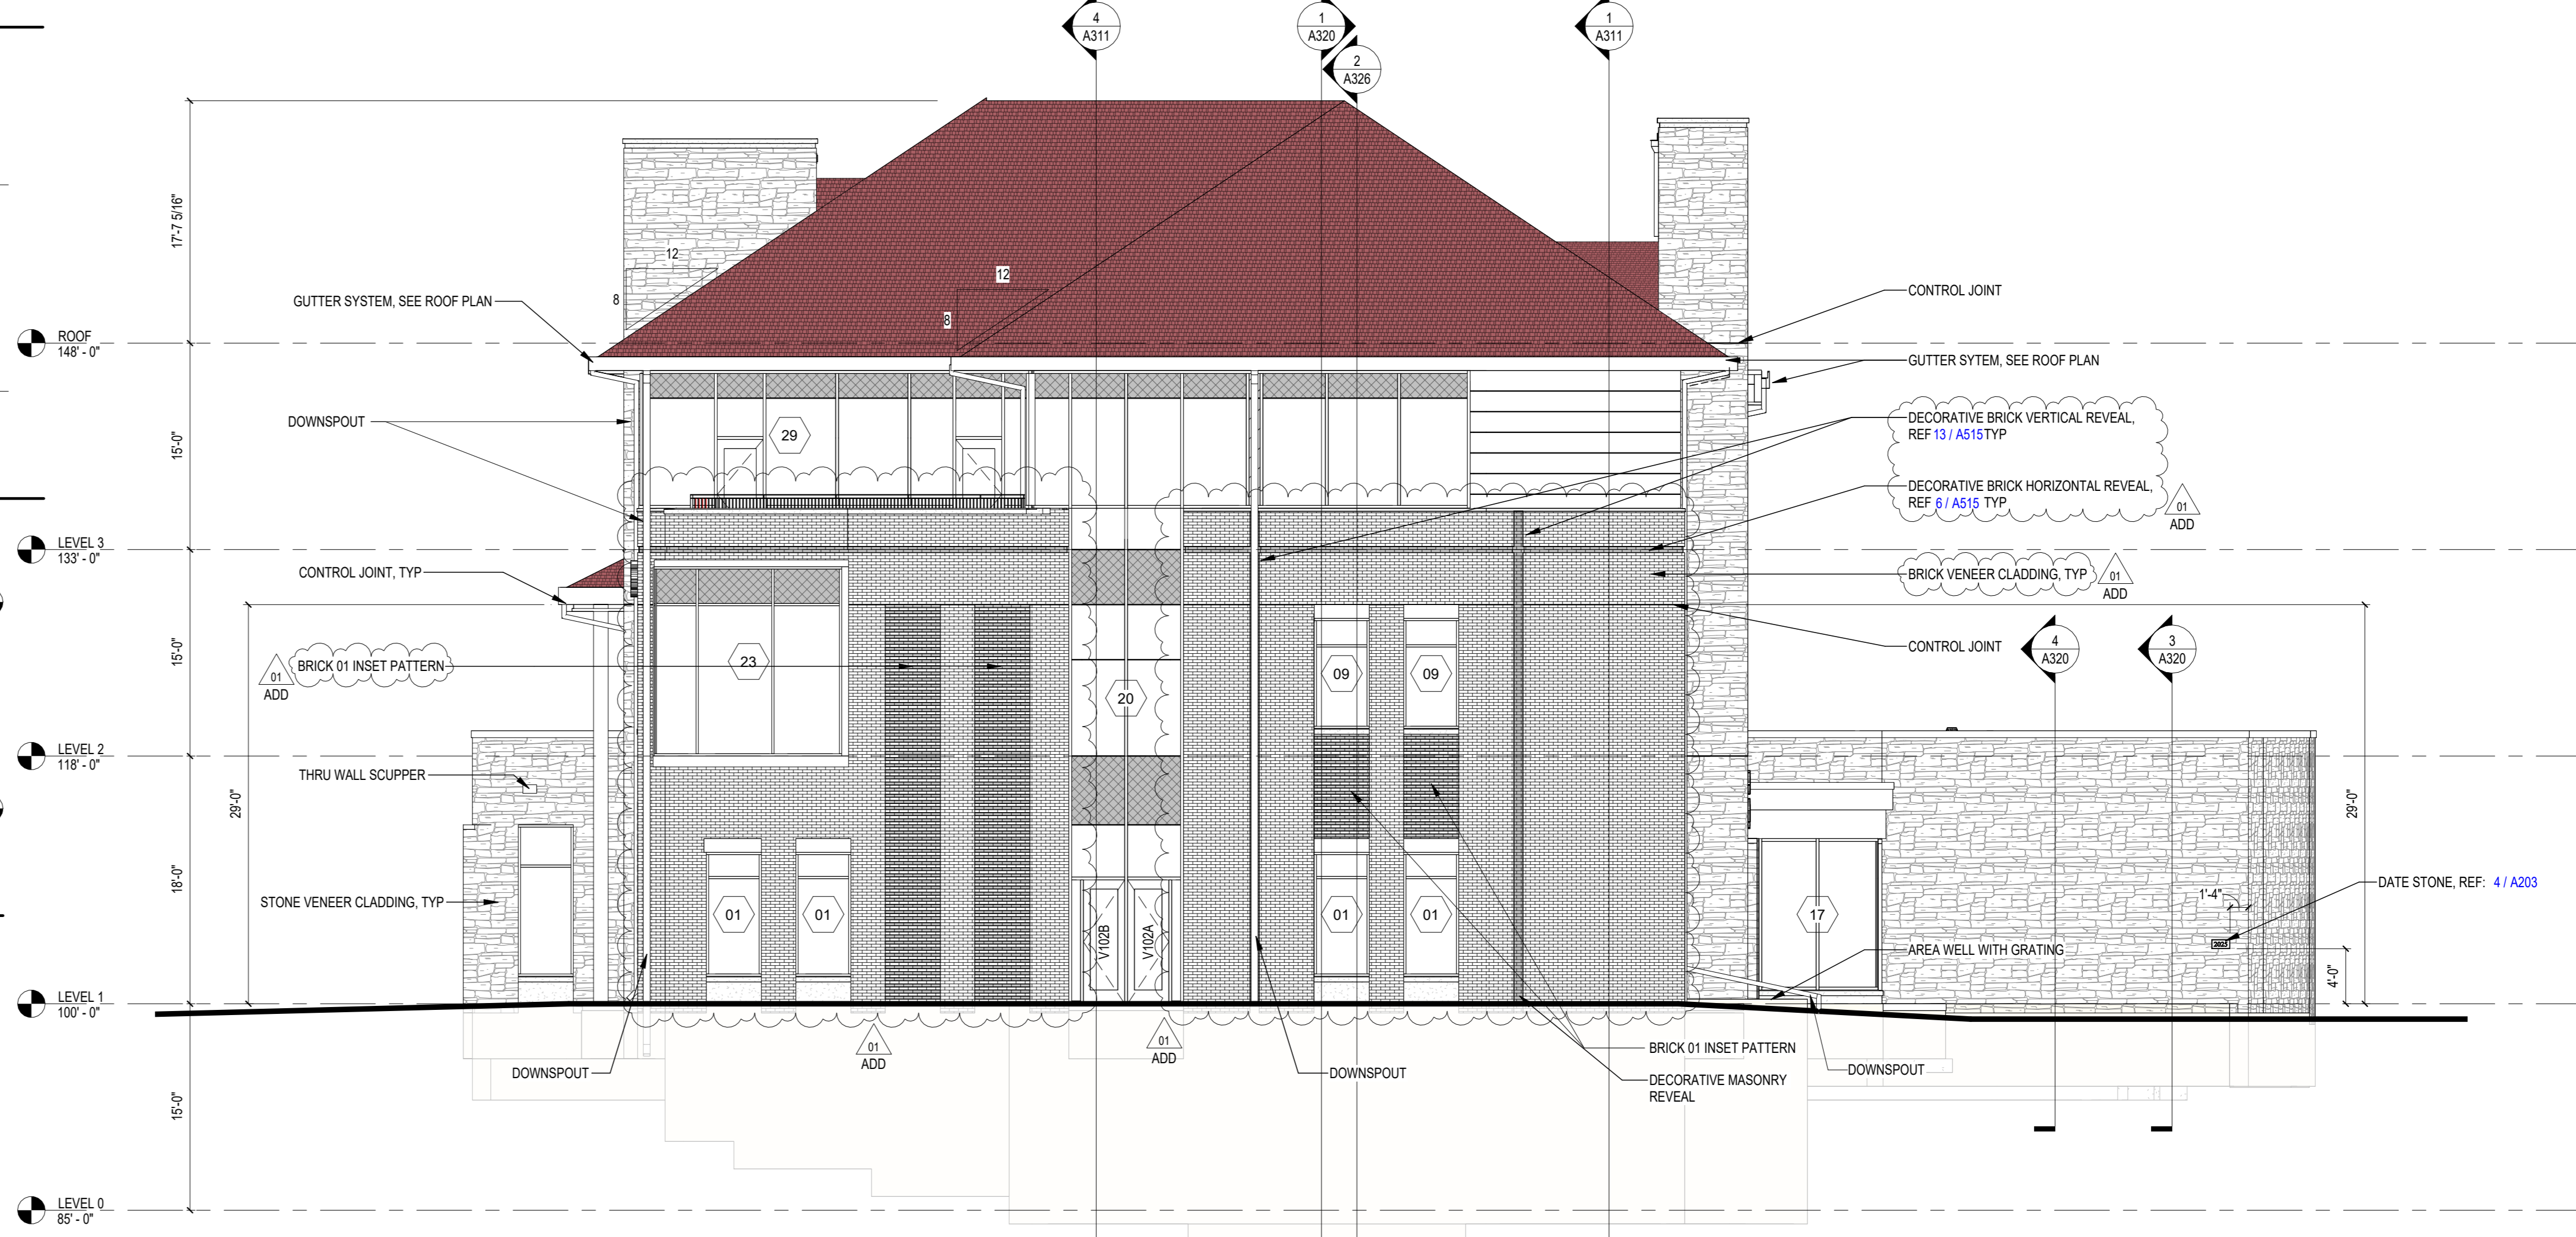 4
A311
1
A320
2
A326
1
A311
17'-7 5/16"
12
8
12
8
GUTTER SYSTEM, SEE ROOF PLAN
CONTROL JOINT
ROOF
148' - 0"
GUTTER SYTEM, SEE ROOF PLAN
DOWNSPOUT
15'-0"
29
DECORATIVE BRICK VERTICAL REVEAL,
REF 13 / A515 TYP
DECORATIVE BRICK HORIZONTAL REVEAL,
REF 6 / A515 TYP
01
ADD
LEVEL 3
133' - 0"
CONTROL JOINT, TYP
BRICK VENEER CLADDING, TYP
01
ADD
15'-0"
BRICK 01 INSET PATTERN
01
ADD
23
20
09
09
CONTROL JOINT
4
A320
3
A320
LEVEL 2
118' - 0"
THRU WALL SCUPPER
29'-0"
29'-0"
18'-0"
STONE VENEER CLADDING, TYP
01
01
V102B
V102A
01
01
17
1'-4"
DATE STONE, REF: 4 / A203
2025
AREA WELL WITH GRATING
4'-0"
LEVEL 1
100' - 0"
01
ADD
01
ADD
BRICK 01 INSET PATTERN
DOWNSPOUT
DOWNSPOUT
DECORATIVE MASONRY
REVEAL
DOWNSPOUT
15'-0"
LEVEL 0
85' - 0"